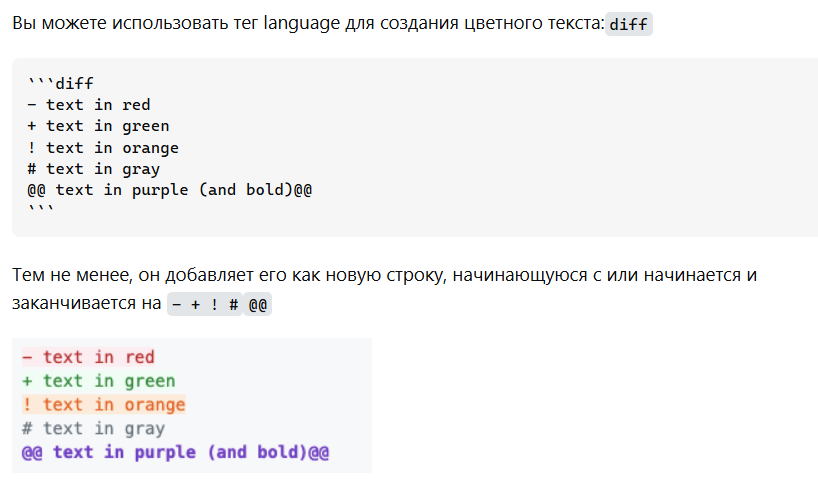 Вы можете использовать тег language для создания цветного текста: diff
```diff
- text in red
+ text in green
! text in orange
# text in gray
@@ text in purple (and bold)@@
```
Тем не менее, он добавляет его как новую строку, начинающуюся с или начинается и
заканчивается на - + ! # @@
- text in red
+ text in green
! text in orange
# text in gray
@@ text in purple (and bold)@@